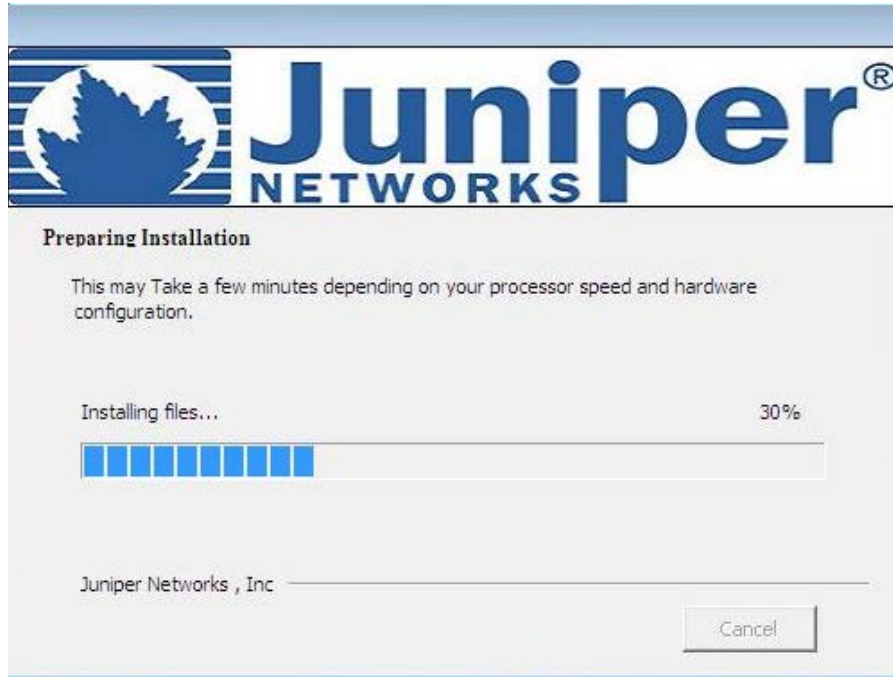 Juniper®
NETWORKS
Preparing Installation
This may Take a few minutes depending on your processor speed and hardware
configuration.
Installing files...
30%
Juniper Networks , Inc
Cancel